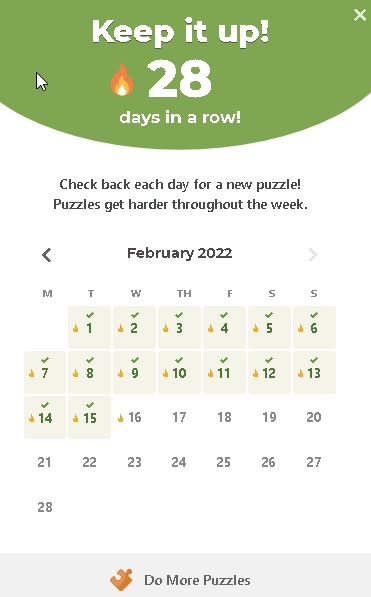 Keep it up!
28
days in a row!
Check back each day for a new puzzle!
Puzzles get harder throughout the week.
February 2022
M T W TH F S S
1 2 3 4 5 6
7 8 9 10 11 12 13
14 15 16 17 18 19 20
21 22 23 24 25 26 27
28
Do More Puzzles